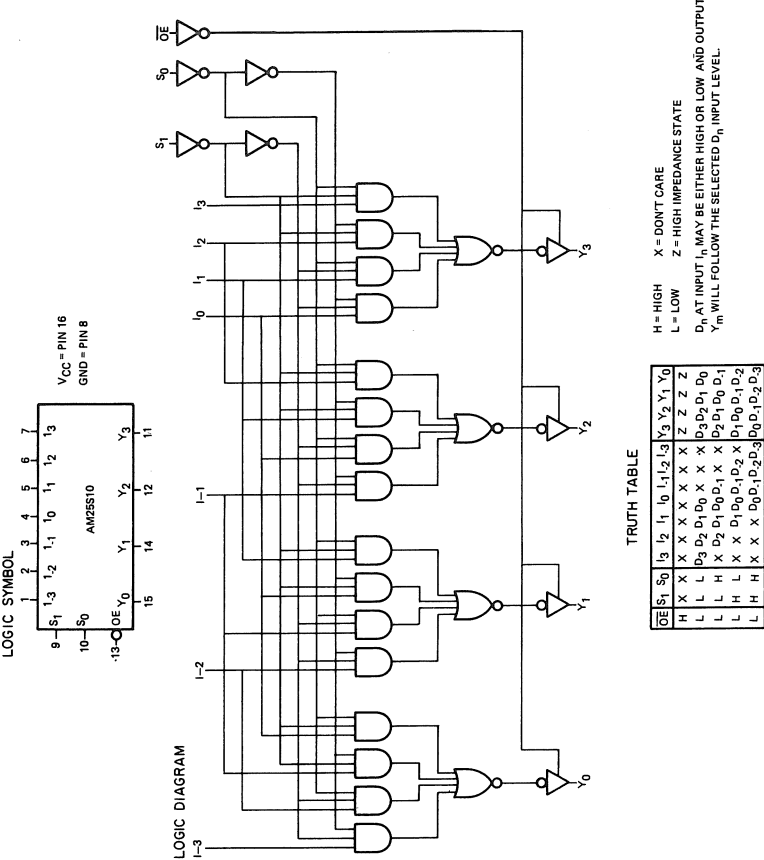 LOGIC SYMBOL
1 2 3 4 5 6 7
I-3 I-2 I-1 I0 I1 I2 I3
9 S1
10 S0
13 OE
AM25S10
Y0 Y1 Y2 Y3
15 14 12 11
VCC = PIN 16
GND = PIN 8
LOGIC DIAGRAM
I-3 I-2 I-1 I0 I1 I2 I3 S1 S0 O̅E̅
Y0 Y1 Y2 Y3
TRUTH TABLE
O̅E̅ S1 S0 I3 I2 I1 I0 I-1 I-2 I-3 Y3 Y2 Y1 Y0
H X X X X X X X X X Z Z Z Z
L L L D3 D2 D1 D0 X X X D3 D2 D1 D0
L L H X D2 D1 D0 D-1 X X D2 D1 D0 D-1
L H L X X D1 D0 D-1 D-2 X D1 D0 D-1 D-2
L H H X X X D0 D-1 D-2 D-3 D0 D-1 D-2 D-3
H = HIGH X = DON'T CARE
L = LOW Z = HIGH IMPEDANCE STATE
Dn AT INPUT In MAY BE EITHER HIGH OR LOW AND OUTPUT
Ym WILL FOLLOW THE SELECTED Dn INPUT LEVEL.